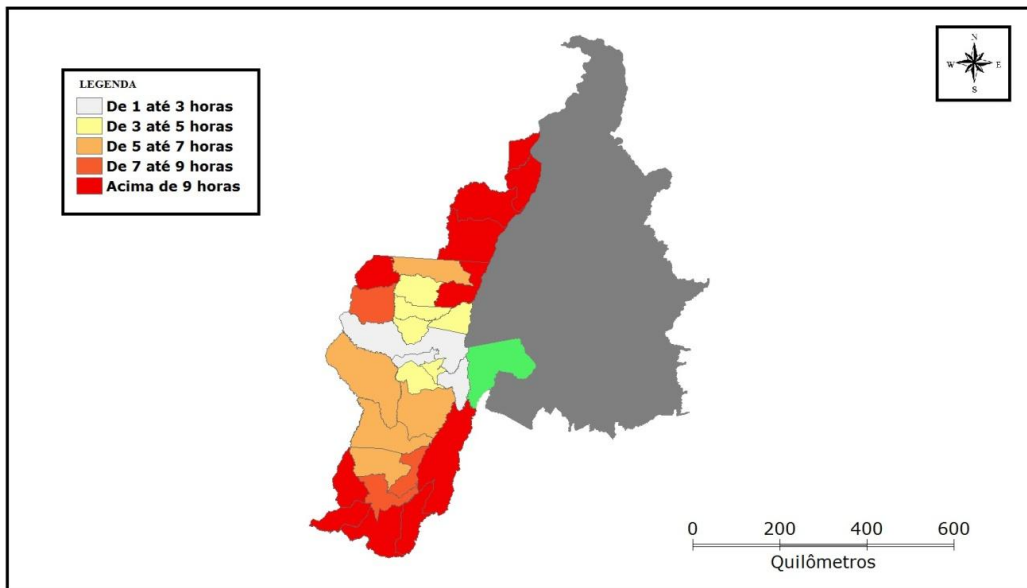 LEGENDA
De 1 até 3 horas
De 3 até 5 horas
De 5 até 7 horas
De 7 até 9 horas
Acima de 9 horas
N
W E
S
0 200 400 600
Quilômetros